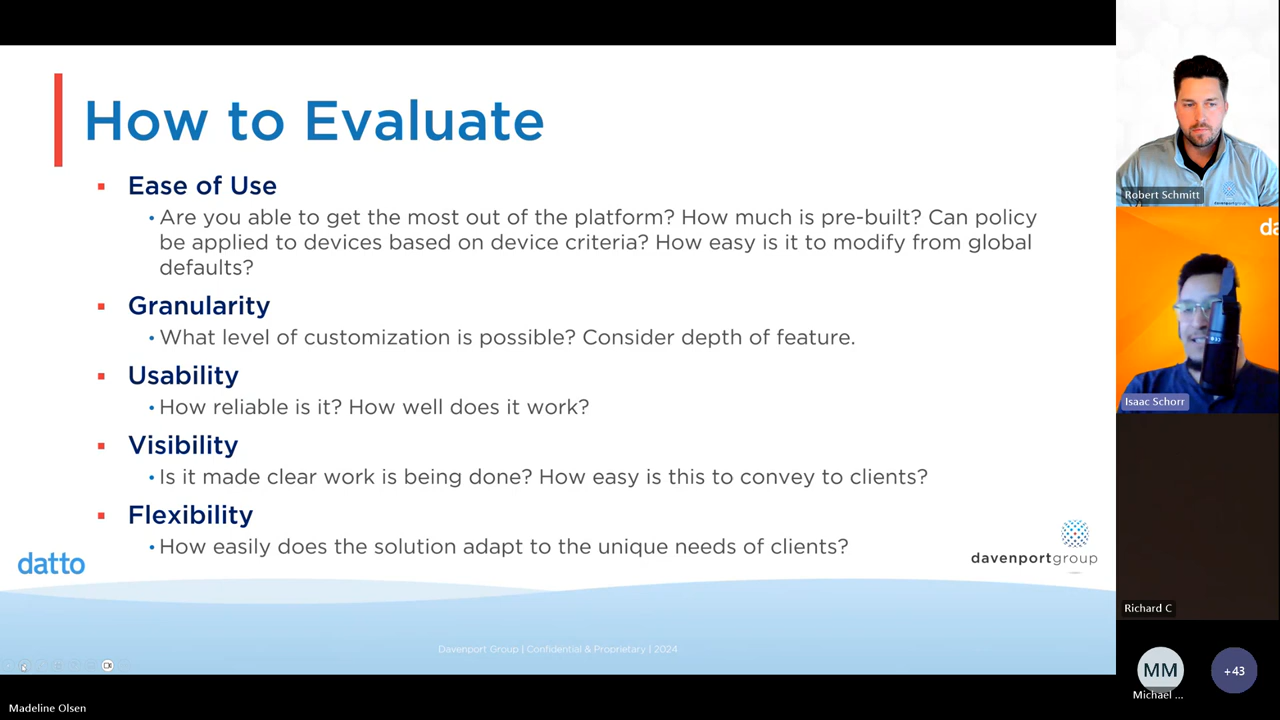 How to Evaluate
Ease of Use
Are you able to get the most out of the platform? How much is pre-built? Can policy
be applied to devices based on device criteria? How easy is it to modify from global
defaults?
Granularity
What level of customization is possible? Consider depth of feature.
Usability
How reliable is it? How well does it work?
Visibility
Is it made clear work is being done? How easy is this to convey to clients?
Flexibility
How easily does the solution adapt to the unique needs of clients?
datto
davenportgroup
Davenport Group | Confidential & Proprietary | 2024
Madeline Olsen
Robert Schmitt
da
Isaac Schorr
Richard C
MM
Michael ...
+43